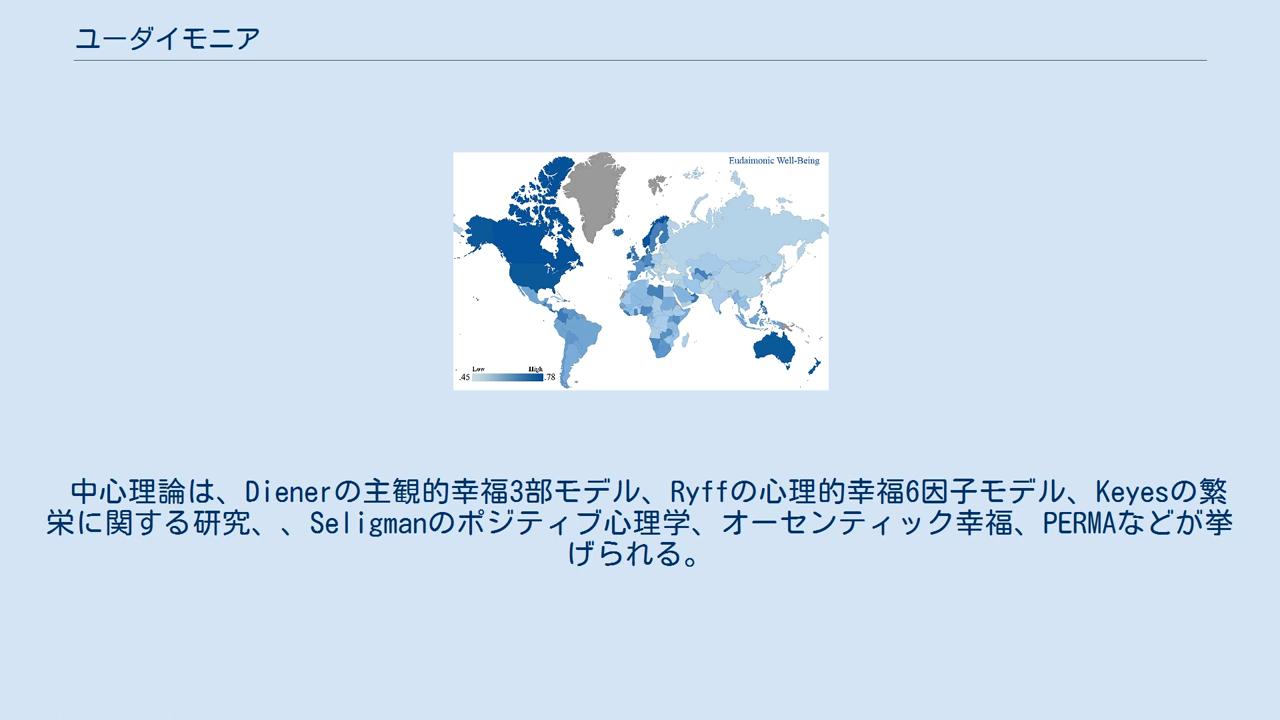 ユーダイモニア
Eudaimonic Well-Being
Low High
.45 .78
中心理論は、Dienerの主観的幸福3部モデル、Ryffの心理的幸福6因子モデル、Keyesの繁
栄に関する研究、、Seligmanのポジティブ心理学、オーセンティック幸福、PERMAなどが挙
げられる。